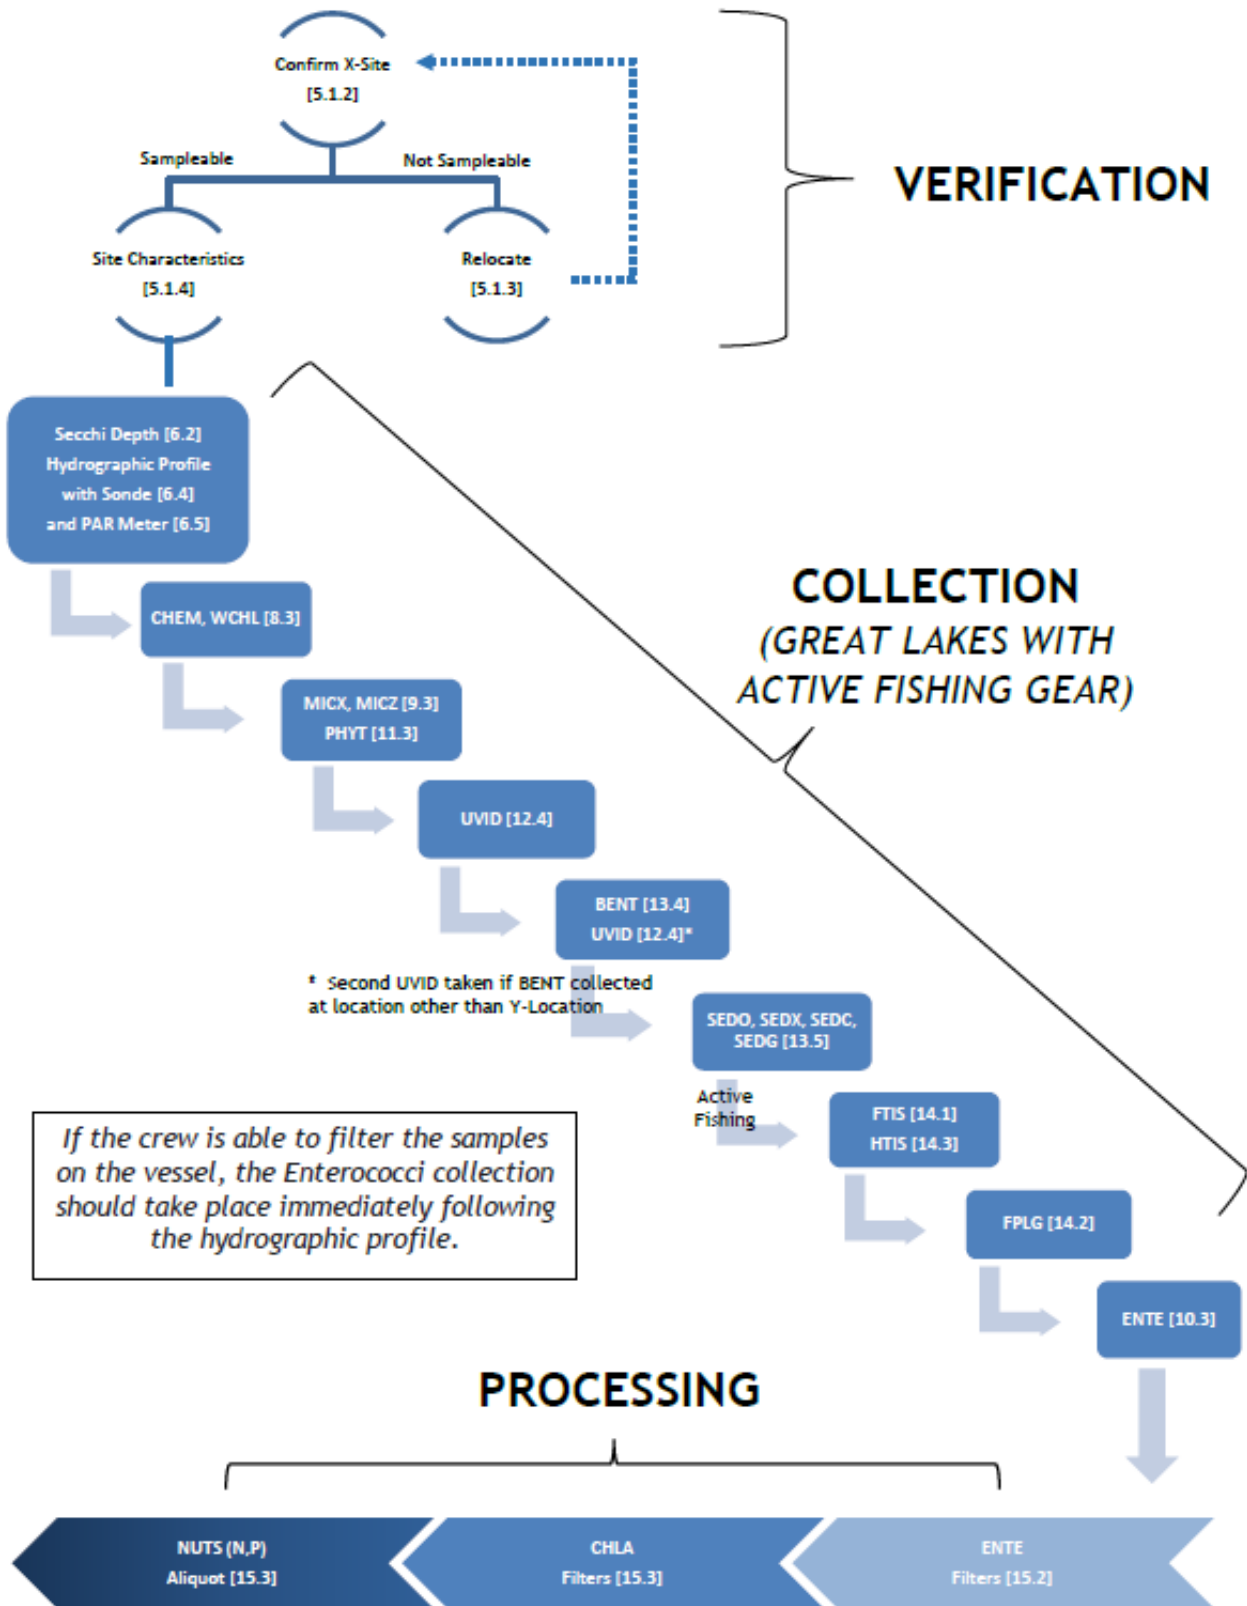 Confirm X-Site
[5.1.2]
Sampleable
Not Sampleable
VERIFICATION
Site Characteristics
[5.1.4]
Relocate
[5.1.3]
Secchi Depth [6.2]
Hydrographic Profile
with Sonde [6.4]
and PAR Meter [6.5]
COLLECTION
(GREAT LAKES WITH
ACTIVE FISHING GEAR)
CHEM, WCHL [8.3]
MICX, MICZ [9.3]
PHYT [11.3]
UVID [12.4]
BENT [13.4]
UVID [12.4]*
* Second UVID taken if BENT collected
at location other than Y-Location
SEDO, SEDX, SEDC,
SEDG [13.5]
Active
Fishing
FTIS [14.1]
HTIS [14.3]
If the crew is able to filter the samples
on the vessel, the Enterococci collection
should take place immediately following
the hydrographic profile.
FPLG [14.2]
ENTE [10.3]
PROCESSING
NUTS (N,P)
Aliquot [15.3]
CHLA
Filters [15.3]
ENTE
Filters [15.2]